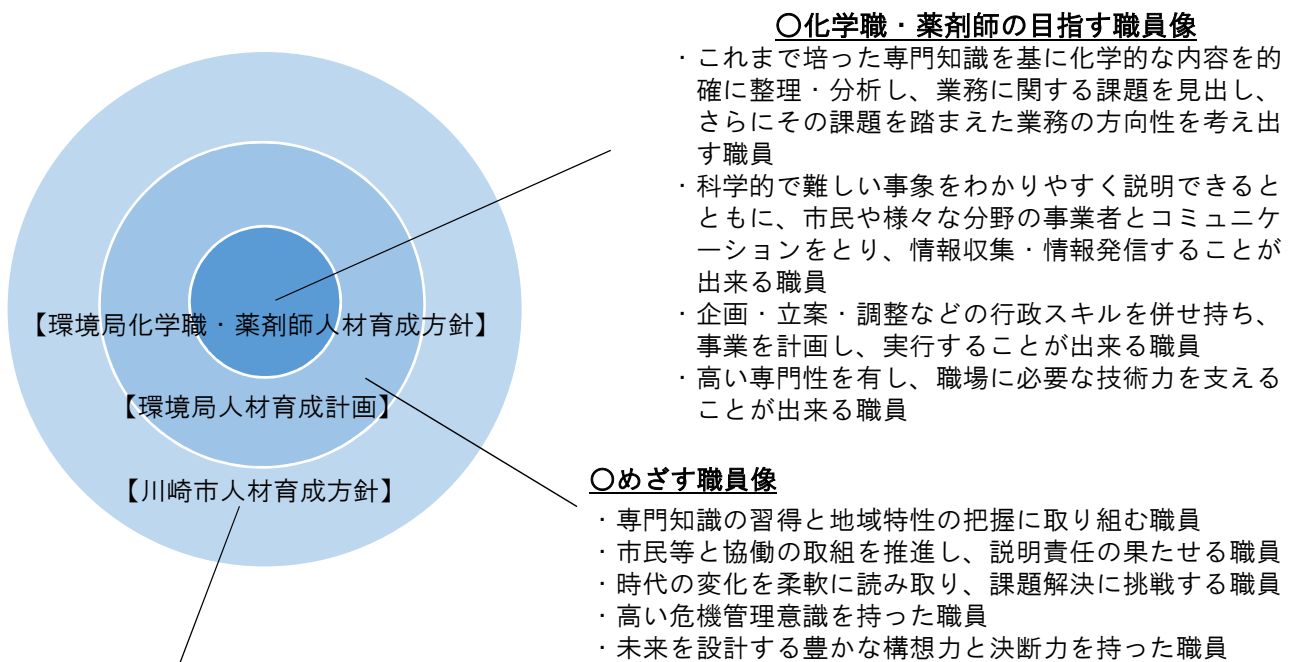 〇化学職・薬剤師の目指す職員像
・これまで培った専門知識を基に化学的な内容を的
確に整理・分析し、業務に関する課題を見出し、
さらにその課題を踏まえた業務の方向性を考え出
す職員
・科学的で難しい事象をわかりやすく説明できると
ともに、市民や様々な分野の事業者とコミュニケ
ーションをとり、情報収集・情報発信することが
出来る職員
・企画・立案・調整などの行政スキルを併せ持ち、
事業を計画し、実行することが出来る職員
・高い専門性を有し、職場に必要な技術力を支える
ことが出来る職員
【環境局化学職・薬剤師人材育成方針】
【環境局人材育成計画】
【川崎市人材育成方針】
〇めざす職員像
・専門知識の習得と地域特性の把握に取り組む職員
・市民等と協働の取組を推進し、説明責任の果たせる職員
・時代の変化を柔軟に読み取り、課題解決に挑戦する職員
・高い危機管理意識を持った職員
・未来を設計する豊かな構想力と決断力を持った職員